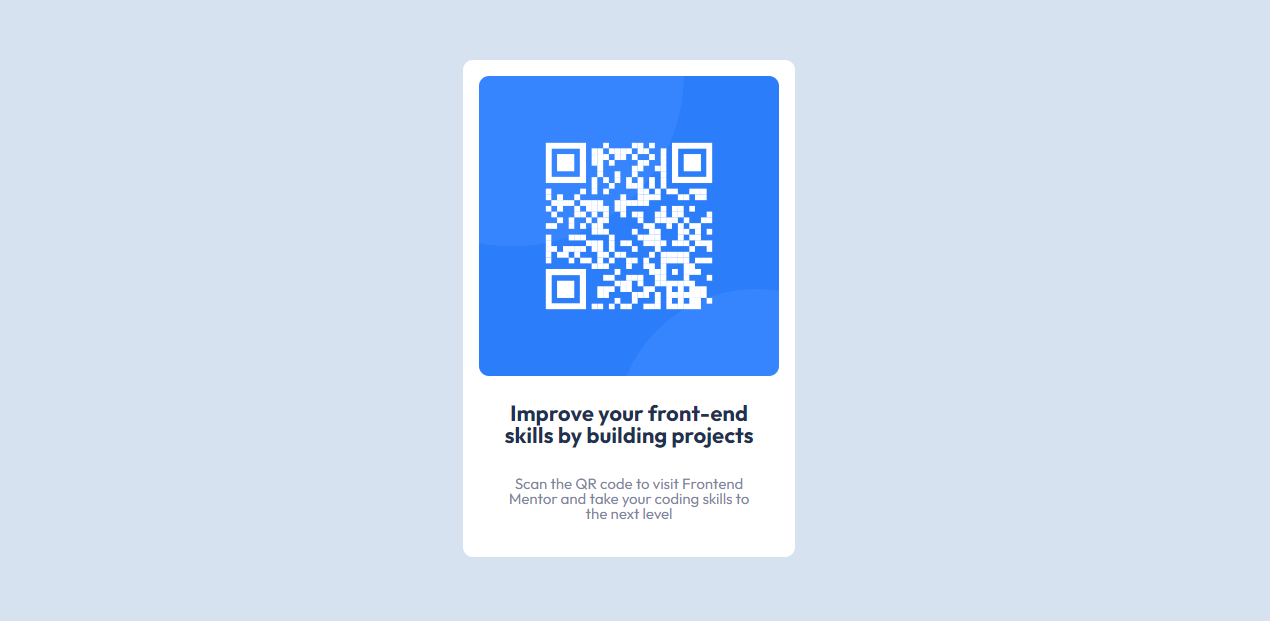 Improve your front-end
skills by building projects
Scan the QR code to visit Frontend
Mentor and take your coding skills to
the next level